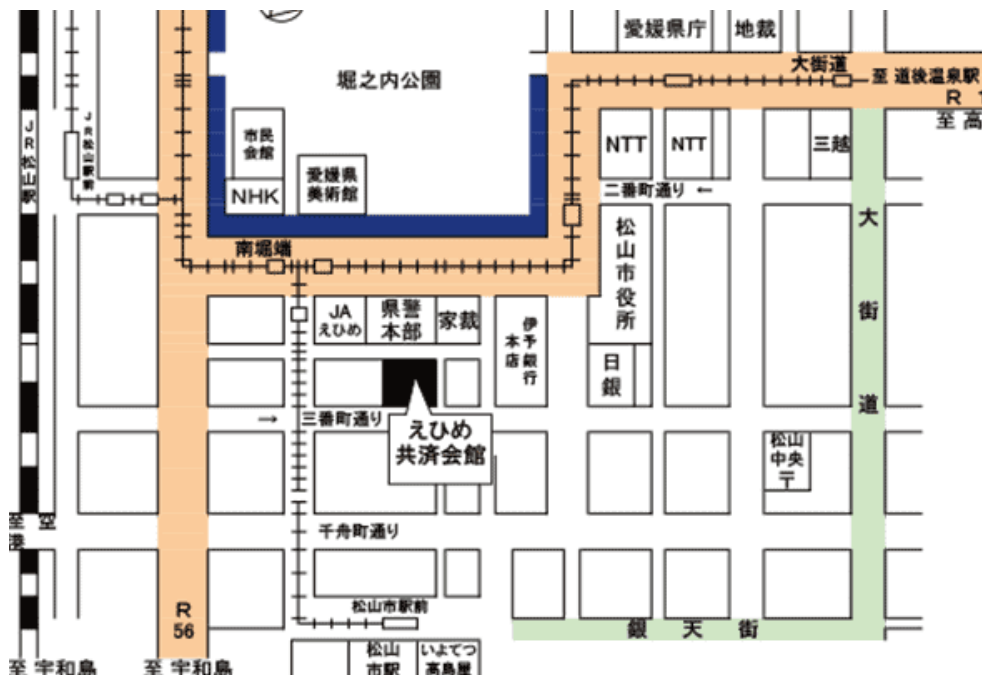 愛媛県庁
地裁
大街道
至 道後温泉駅
R 1
至 高
堀之内公園
JR松山駅
JR松山駅前
市民
会館
NHK
愛媛県
美術館
NTT
NTT
三越
二番町通り ←
大街道
南堀端
松山市役所
JA
えひめ
県警
本部
家裁
伊予銀行
本店
日銀
→ 三番町通り
えひめ
共済会館
松山
中央
〒
至 空
港
千舟町通り
松山市駅前
R
56
銀天街
至 宇和島
至 宇和島
松山
市駅
いよてつ
高島屋